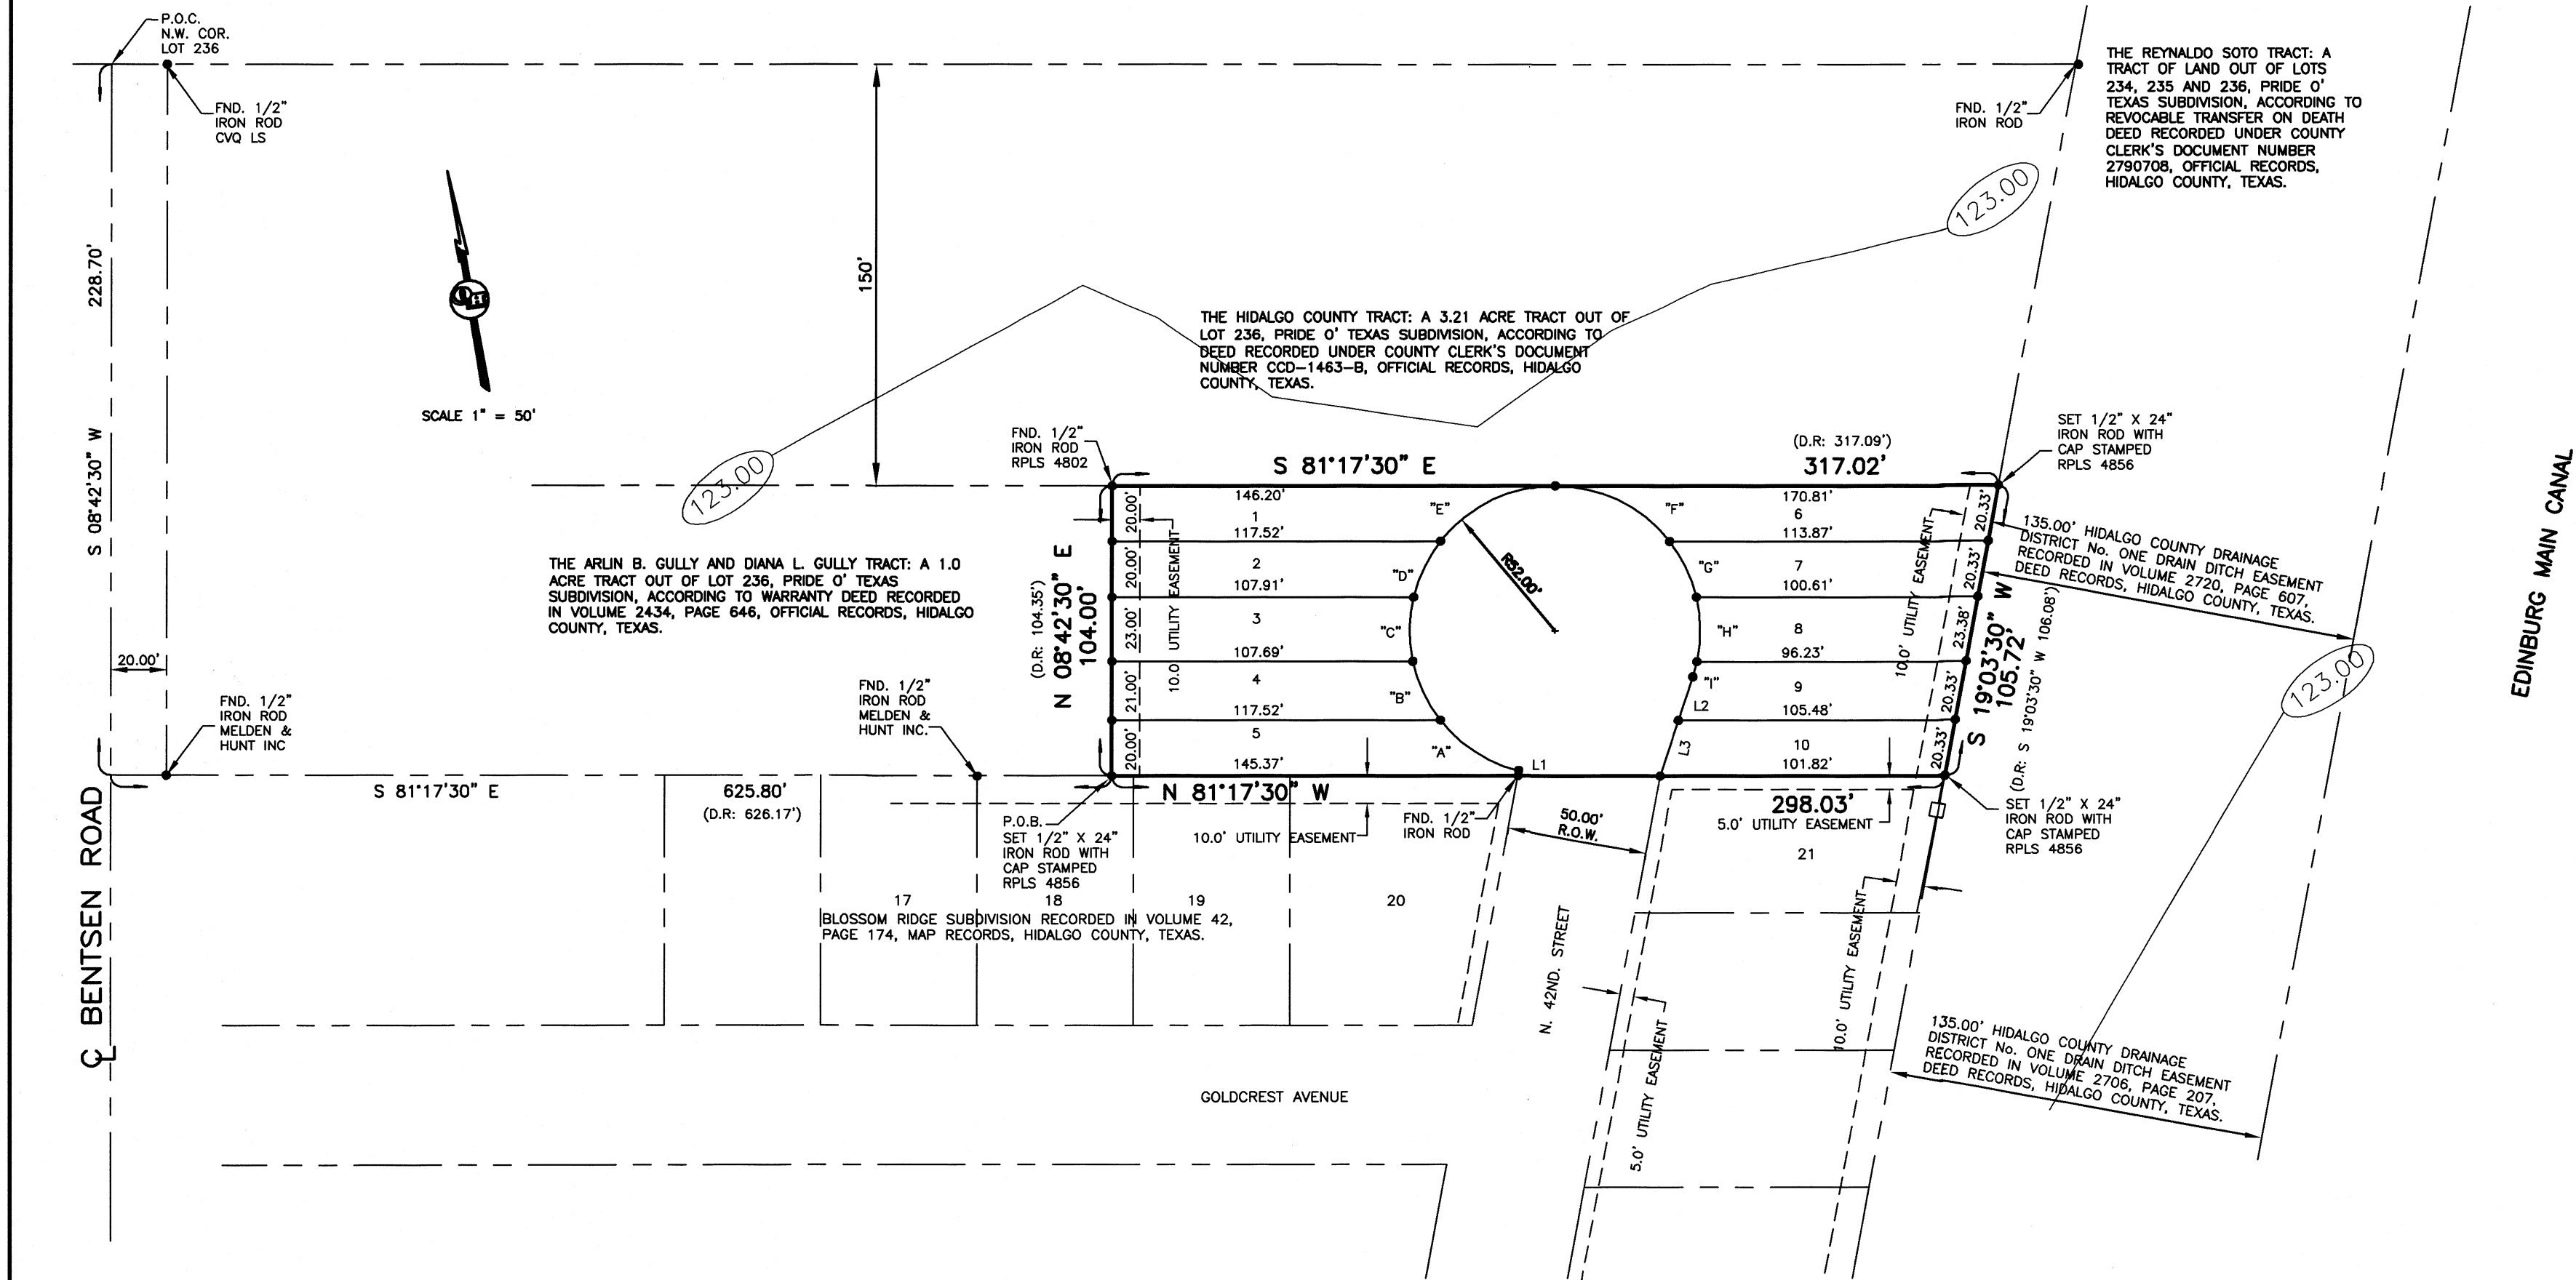 P.O.C.
N.W. COR.
LOT 236
FND. 1/2"
IRON ROD
CVQ LS
228.70'
S 08°42'30" W
SCALE 1" = 50'
150'
FND. 1/2"
IRON ROD
THE REYNALDO SOTO TRACT: A
TRACT OF LAND OUT OF LOTS
234, 235 AND 236, PRIDE O'
TEXAS SUBDIVISION, ACCORDING TO
REVOCABLE TRANSFER ON DEATH
DEED RECORDED UNDER COUNTY
CLERK'S DOCUMENT NUMBER
2790708, OFFICIAL RECORDS,
HIDALGO COUNTY, TEXAS.
123.00
THE HIDALGO COUNTY TRACT: A 3.21 ACRE TRACT OUT OF
LOT 236, PRIDE O' TEXAS SUBDIVISION, ACCORDING TO
DEED RECORDED UNDER COUNTY CLERK'S DOCUMENT
NUMBER CCD-1463-B, OFFICIAL RECORDS, HIDALGO
COUNTY, TEXAS.
123.00
FND. 1/2"
IRON ROD
RPLS 4802
S 81°17'30" E
(D.R: 317.09')
317.02'
SET 1/2" X 24"
IRON ROD WITH
CAP STAMPED
RPLS 4856
THE ARLIN B. GULLY AND DIANA L. GULLY TRACT: A 1.0
ACRE TRACT OUT OF LOT 236, PRIDE O' TEXAS
SUBDIVISION, ACCORDING TO WARRANTY DEED RECORDED
IN VOLUME 2434, PAGE 646, OFFICIAL RECORDS, HIDALGO
COUNTY, TEXAS.
(D.R: 104.35')
N 08°42'30" E
104.00'
20.00'
20.00'
23.00'
21.00'
20.00'
10.0' UTILITY EASEMENT
146.20'
1
117.52'
2
107.91'
3
107.69'
4
117.52'
5
145.37'
"E"
"D"
"C"
"B"
"A"
R52.00'
"F"
"G"
"H"
"I"
L2
L3
L1
170.81'
6
113.87'
7
100.61'
8
96.23'
9
105.48'
10
101.82'
10.0' UTILITY EASEMENT
20.33'
20.33'
23.38'
20.33'
20.33'
S 19°03'30" W
105.72'
(D.R: S 19°03'30" W 106.08')
135.00' HIDALGO COUNTY DRAINAGE
DISTRICT No. ONE DRAIN DITCH EASEMENT
RECORDED IN VOLUME 2720, PAGE 607,
DEED RECORDS, HIDALGO COUNTY, TEXAS.
123.00
EDINBURG MAIN CANAL
20.00'
FND. 1/2"
IRON ROD
MELDEN &
HUNT INC
FND. 1/2"
IRON ROD
MELDEN &
HUNT INC.
S 81°17'30" E
625.80'
(D.R: 626.17')
N 81°17'30" W
298.03'
P.O.B.
SET 1/2" X 24"
IRON ROD WITH
CAP STAMPED
RPLS 4856
10.0' UTILITY EASEMENT
FND. 1/2"
IRON ROD
50.00'
R.O.W.
5.0' UTILITY EASEMENT
21
SET 1/2" X 24"
IRON ROD WITH
CAP STAMPED
RPLS 4856
CL BENTSEN ROAD
17
18
19
20
BLOSSOM RIDGE SUBDIVISION RECORDED IN VOLUME 42,
PAGE 174, MAP RECORDS, HIDALGO COUNTY, TEXAS.
N. 42ND. STREET
5.0' UTILITY EASEMENT
10.0' UTILITY EASEMENT
135.00' HIDALGO COUNTY DRAINAGE
DISTRICT No. ONE DRAIN DITCH EASEMENT
RECORDED IN VOLUME 2706, PAGE 207,
DEED RECORDS, HIDALGO COUNTY, TEXAS.
GOLDCREST AVENUE